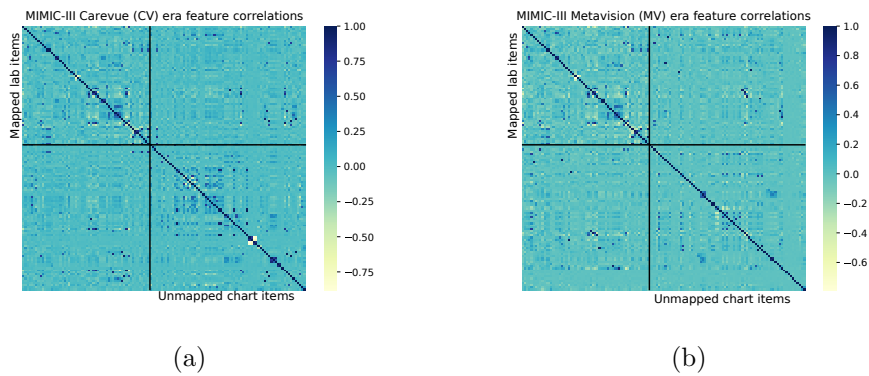 MIMIC-III Carevue (CV) era feature correlations
Mapped lab items
Unmapped chart items
1.00
0.75
0.50
0.25
0.00
−0.25
−0.50
−0.75
(a)
MIMIC-III Metavision (MV) era feature correlations
Mapped lab items
Unmapped chart items
1.0
0.8
0.6
0.4
0.2
0.0
−0.2
−0.4
−0.6
(b)